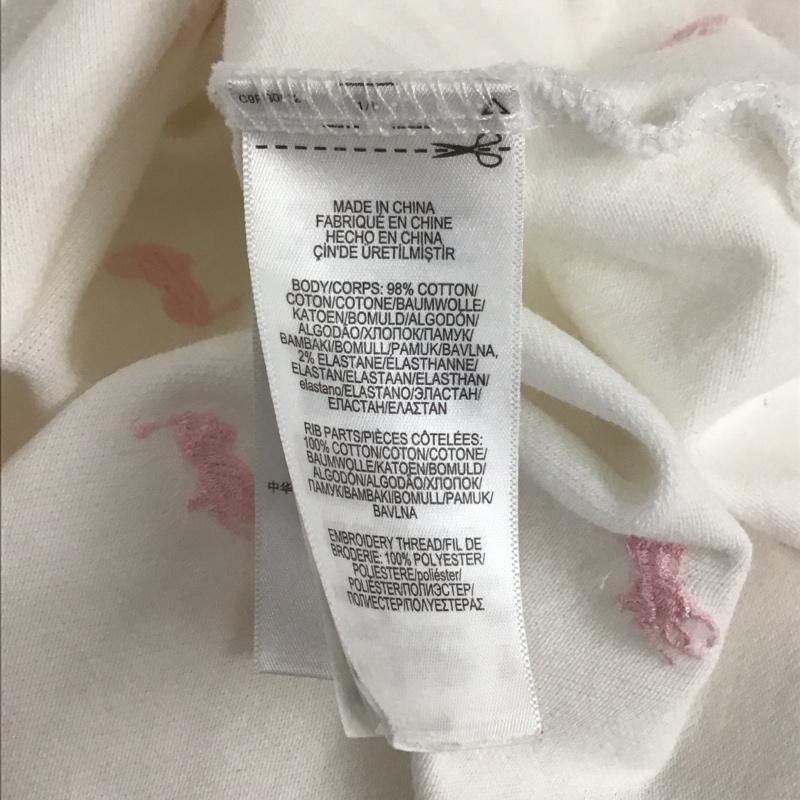 MADE IN CHINA
FABRIQUÉ EN CHINE
HECHO EN CHINA
ÇİN'DE ÜRETİLMİŞTİR
BODY/CORPS: 98% COTTON/
COTON/COTONE/BAUMWOLLE/
KATOEN/BOMULD/ALGODÓN/
ALGODÃO/ХЛОПОК/ПАМУК/
BAMBAKI/BOMULL/PAMUK/BAVLNA,
2% ELASTANE/ÉLASTHANNE/
ELASTAN/ELASTAAN/ELASTHAN/
elastano/ELASTANO/ЭЛАСТАН/
ЕЛАСТАН/ΕΛΑΣΤΑΝ
RIB PARTS/PIÈCES CÔTELÉES:
100% COTTON/COTON/COTONE/
BAUMWOLLE/KATOEN/BOMULD/
ALGODÓN/ALGODÃO/ХЛОПОК/
ПАМУК/BAMBAKI/BOMULL/PAMUK/
BAVLNA
中华
EMBROIDERY THREAD/FIL DE
BRODERIE: 100% POLYESTER/
POLIESTERE/poliéster/
POLIÉSTER/ПОЛИЭСТЕР/
ПОЛИЕСТЕР/ΠΟΛΥΕΣΤΕΡΑΣ